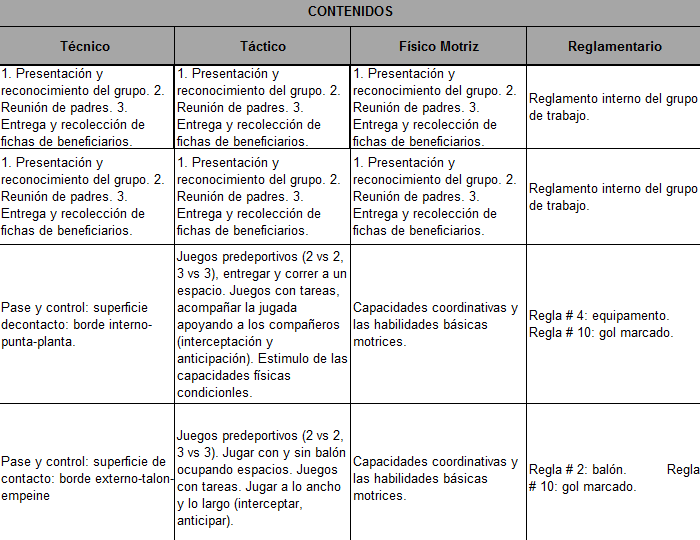 CONTENIDOS
Técnico
Táctico
Físico Motriz
Reglamentario
1. Presentación y
reconocimiento del grupo. 2.
Reunión de padres. 3.
Entrega y recolección de
fichas de beneficiarios.
1. Presentación y
reconocimiento del grupo. 2.
Reunión de padres. 3.
Entrega y recolección de
fichas de beneficiarios.
1. Presentación y
reconocimiento del grupo. 2.
Reunión de padres. 3.
Entrega y recolección de
fichas de beneficiarios.
Reglamento interno del grupo
de trabajo.
1. Presentación y
reconocimiento del grupo. 2.
Reunión de padres. 3.
Entrega y recolección de
fichas de beneficiarios.
1. Presentación y
reconocimiento del grupo. 2.
Reunión de padres. 3.
Entrega y recolección de
fichas de beneficiarios.
1. Presentación y
reconocimiento del grupo. 2.
Reunión de padres. 3.
Entrega y recolección de
fichas de beneficiarios.
Reglamento interno del grupo
de trabajo.
Pase y control: superficie
decontacto: borde interno-
punta-planta.
Juegos predeportivos (2 vs 2,
3 vs 3), entregar y correr a un
espacio. Juegos con tareas,
acompañar la jugada
apoyando a los compañeros
(interceptación y
anticipación). Estimulo de las
capacidades físicas
condicionles.
Capacidades coordinativas y
las habilidades básicas
motrices.
Regla # 4: equipamento.
Regla # 10: gol marcado.
Pase y control: superficie de
contacto: borde externo-talon-
empeine
Juegos predeportivos (2 vs 2,
3 vs 3). Jugar con y sin balón
ocupando espacios. Juegos
con tareas. Jugar a lo ancho
y lo largo (interceptar,
anticipar).
Capacidades coordinativas y
las habilidades básicas
motrices.
Regla # 2: balón. Regla
# 10: gol marcado.